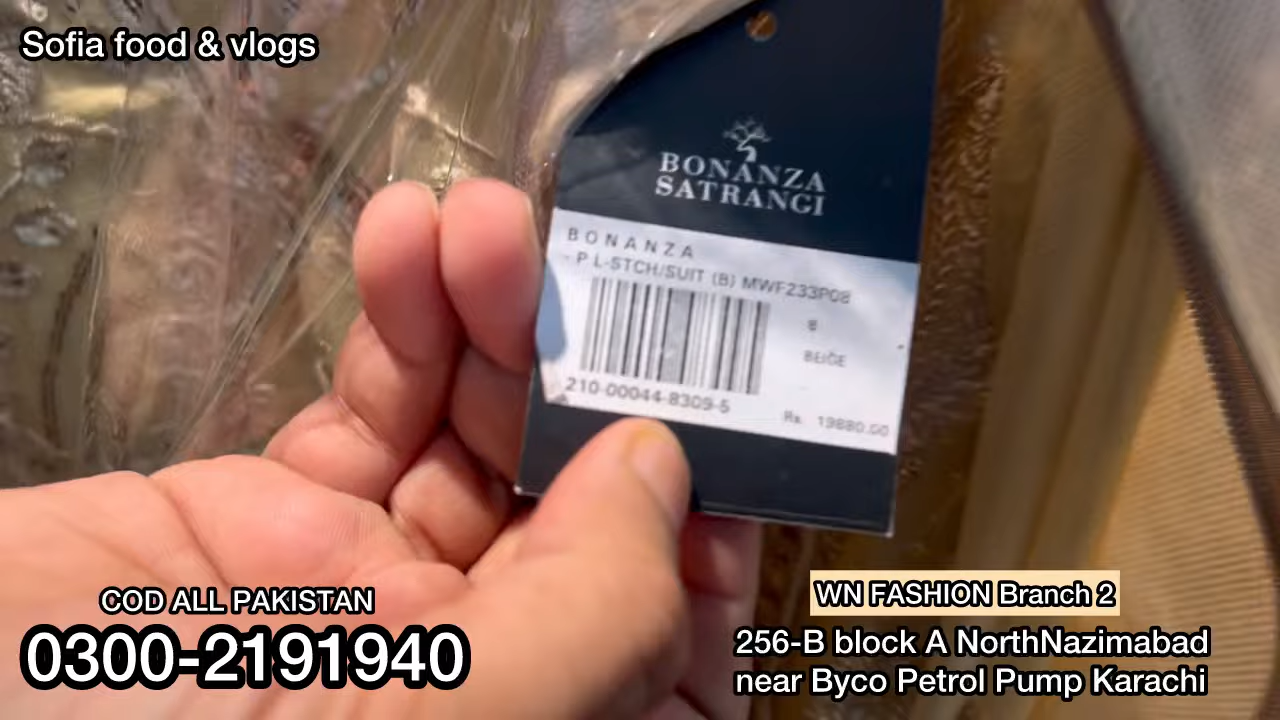 Sofia food & vlogs
BONANZA
SATRANGI
BONANZA
- P L-STCH/SUIT (B) MWF233P08
8
BEIGE
210-00044-8309-5
Rs. 19880.00
COD ALL PAKISTAN
0300-2191940
WN FASHION Branch 2
256-B block A NorthNazimabad
near Byco Petrol Pump Karachi